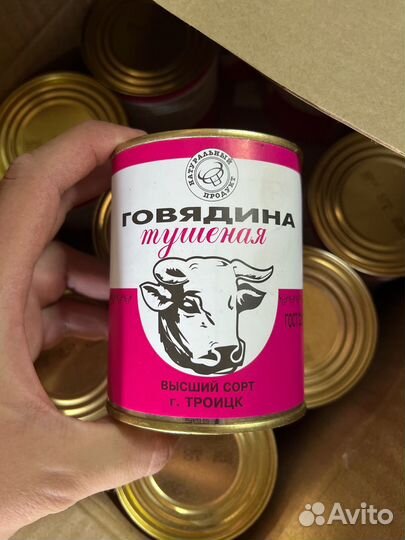 НАТУРАЛЬНЫЙ
ПРОДУКТ
ГОВЯДИНА
тушеная
ВЫСШИЙ СОРТ
г. ТРОИЦК
Avito